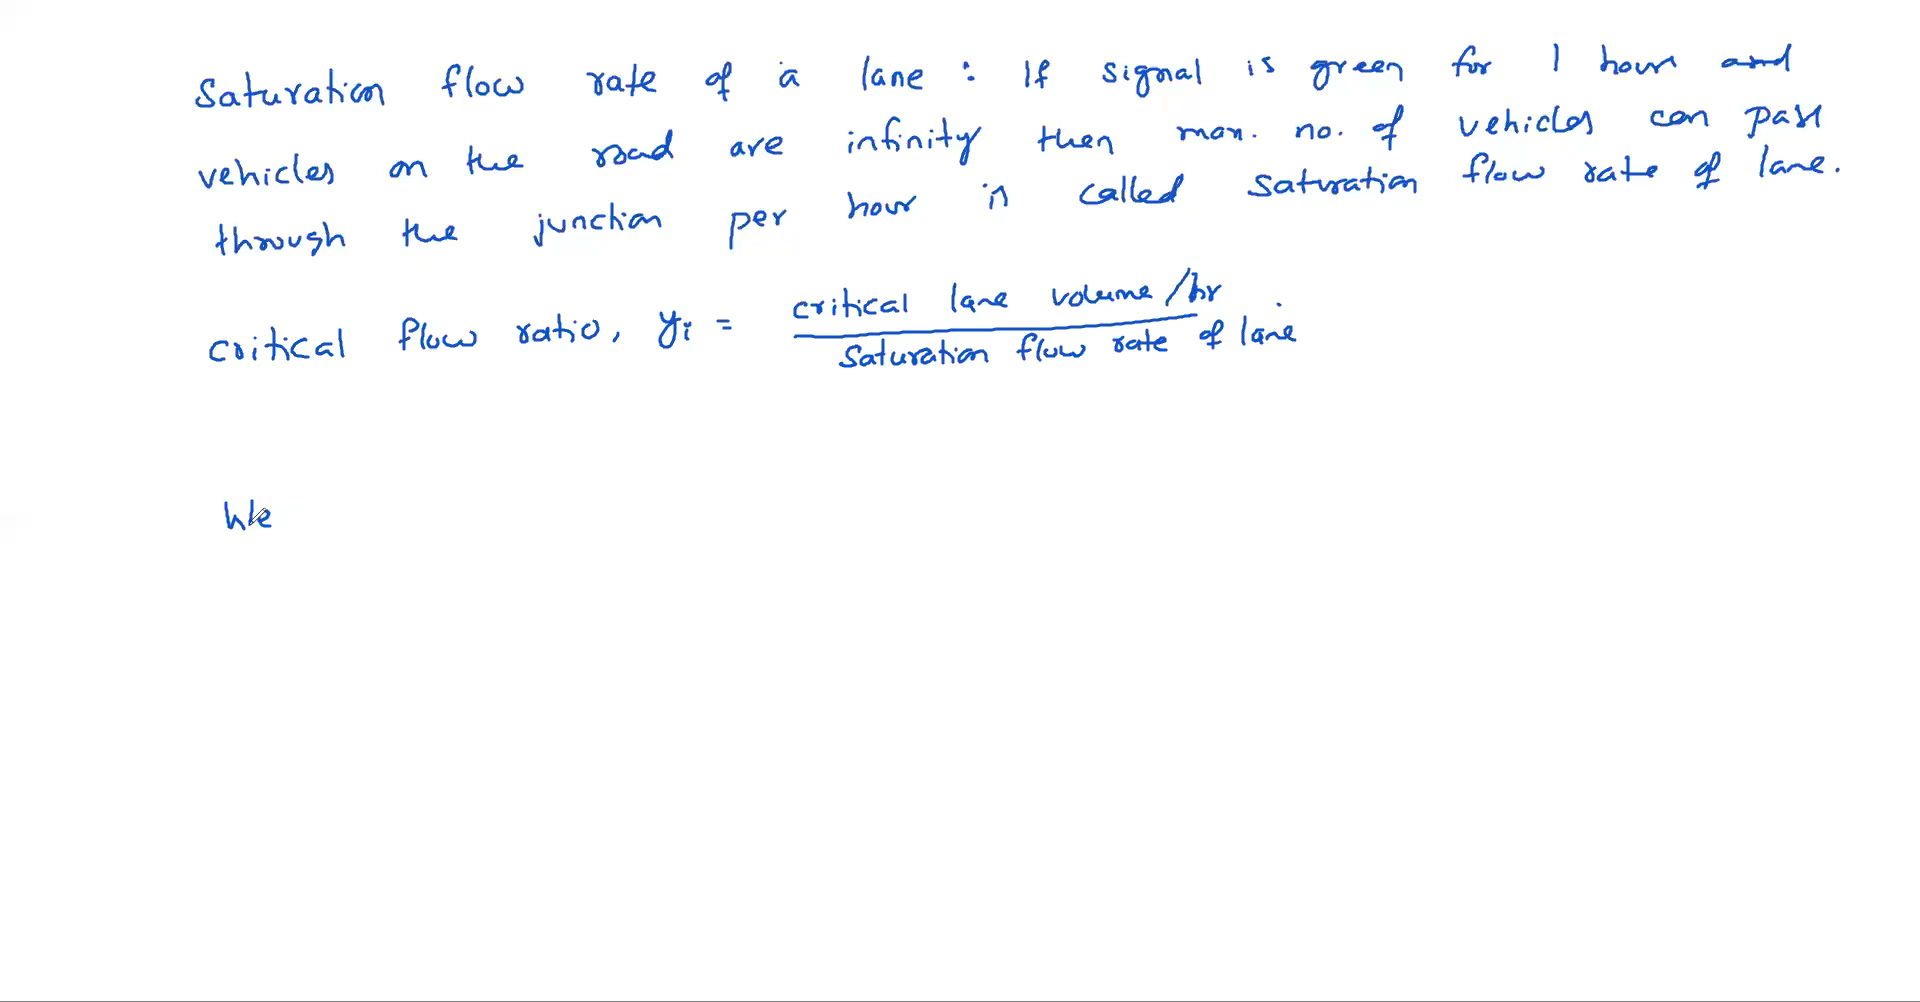 Saturation flow rate of a lane : If signal is green for 1 hour and
vehicles on the road are infinity then max. no. of vehicles can pass
through the junction per hour is called saturation flow rate of lane.
critical flow ratio, yi = critical lane volume/hr
saturation flow rate of lane
We